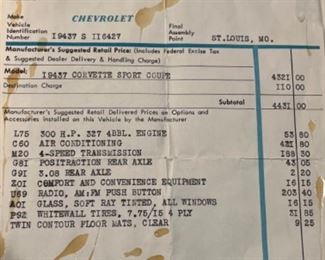 Make
Vehicle
Identification
Number
CHEVROLET
19437 S 116427
Final
Assembly
Point
ST.LOUIS, MO.
Manufacturer's Suggested Retail Price: (Includes Federal Excise Tax
& Suggested Dealer Delivery & Handling Charge)
Model:
19437 CORVETTE SPORT COUPE 4321 00
Destination Charge 110 00
Subtotal 4431 00
Manufacturer's Suggested Retail Delivered Prices on Options and
Accessories installed on this Vehicle by the Manufacturer
L75 300 H.P. 327 4BBL. ENGINE 53 80
C60 AIR CONDITIONING 421 80
M20 4-SPEED TRANSMISSION 188 30
G81 POSITRACTION REAR AXLE 43 05
G91 3.08 REAR AXLE 2 20
Z01 COMFORT AND CONVENIENCE EQUIPMENT 16 15
U69 RADIO, AM/FM PUSH BUTTON 203 40
A01 GLASS, SOFT RAY TINTED, ALL WINDOWS 16 15
P92 WHITEWALL TIRES, 7.75/15 4 PLY 31 85
TWIN CONTOUR FLOOR MATS, CLEAR 9 25